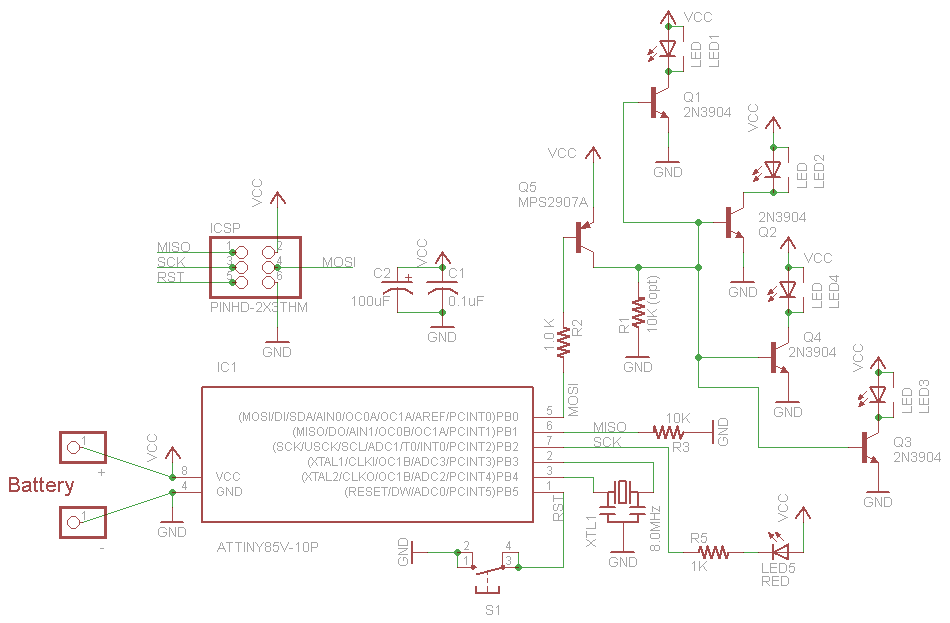 VCC
LED
LED1
Q1
2N3904
GND
VCC
LED
LED2
2N3904
Q2
GND
VCC
Q5
MPS2907A
VCC
LED
LED4
Q4
2N3904
GND
VCC
LED
LED3
Q3
2N3904
GND
R1
10K (opt)
GND
1.0 K
R2
MOSI
VCC
ICSP
MISO
1
2
SCK
3
4
MOSI
RST
5
6
PINHD-2X3THM
GND
VCC
C2
+
C1
100uF
0.1uF
GND
IC1
(MOSI/DI/SDA/AIN0/OC0A/OC1A/AREF/PCINT0)PB0
5
(MISO/DO/AIN1/OC0B/OC1A/PCINT1)PB1
6
MISO
10K
R3
GND
(SCK/USCK/SCL/ADC1/T0/INT0/PCINT2)PB2
7
SCK
(XTAL1/CLKI/OC1B/ADC3/PCINT3)PB3
2
8
VCC
(XTAL2/CLKO/OC1B/ADC2/PCINT4)PB4
3
4
GND
(RESET/DW/ADC0/PCINT5)PB5
1
RST
ATTINY85V-10P
VCC
1
+
Battery
1
-
GND
XTL1
8.0MHz
GND
GND
2
1
4
3
S1
R5
1K
VCC
LED5
RED